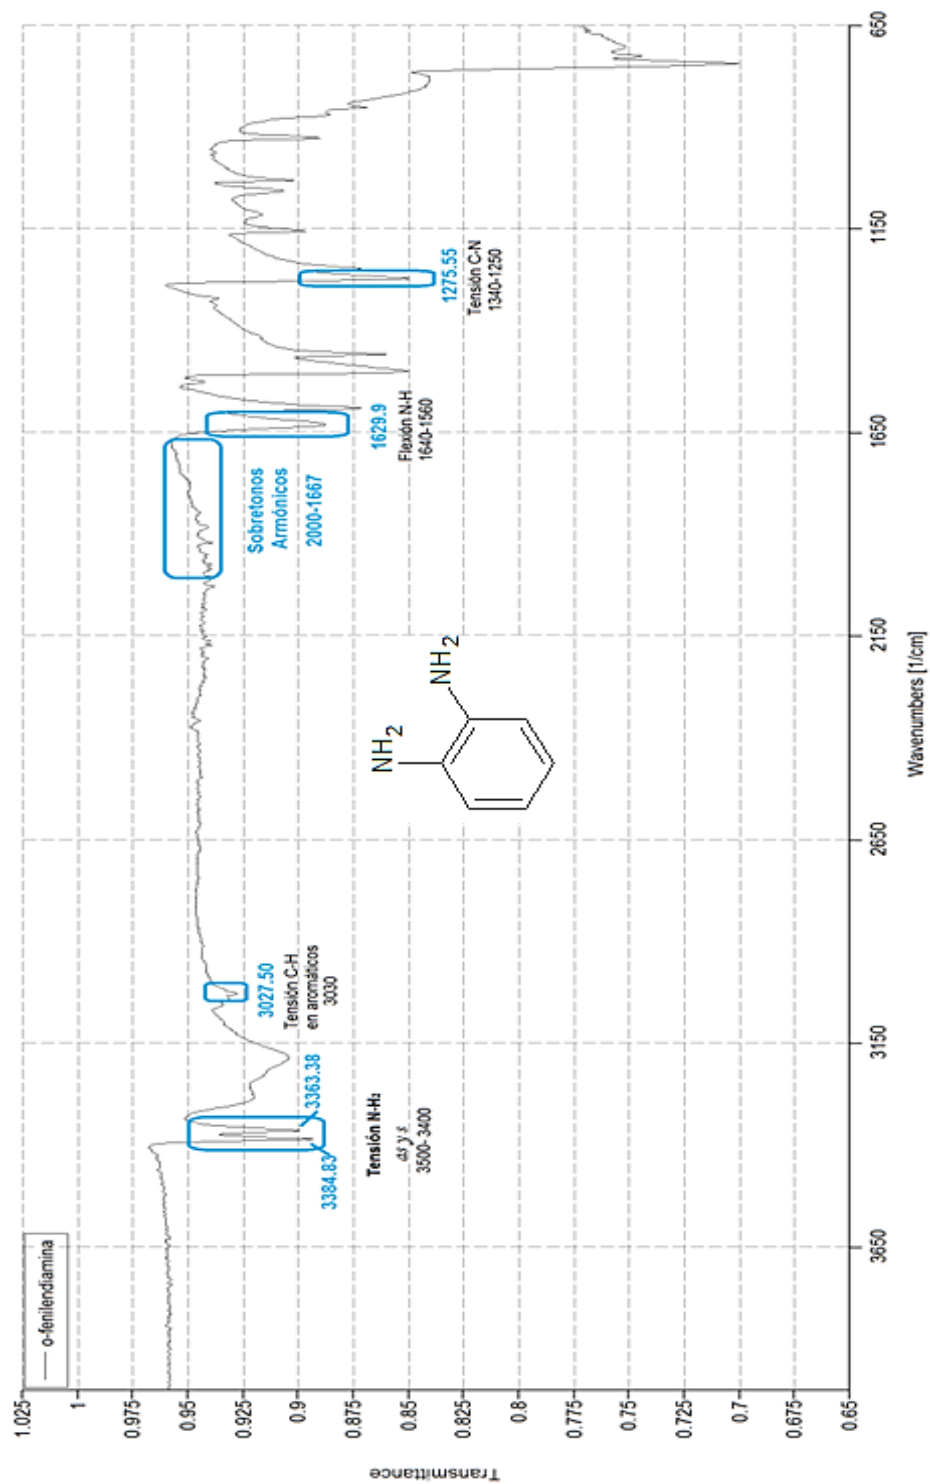 o-fenilendiamina
Transmittance
1.025
1
0.975
0.95
0.925
0.9
0.875
0.85
0.825
0.8
0.775
0.75
0.725
0.7
0.675
0.65
3650
3150
2650
2150
1650
1150
650
Wavenumbers [1/cm]
3384.83
3363.38
Tensión N-H₂
as y s
3500- 3400
3027.50
Tensión C-H
en aromáticos
3030
Sobretonos
Armónicos
2000-1667
1629.9
Flexión N-H
1640-1560
1275.55
Tensión C-N
1340-1250
NH₂
NH₂